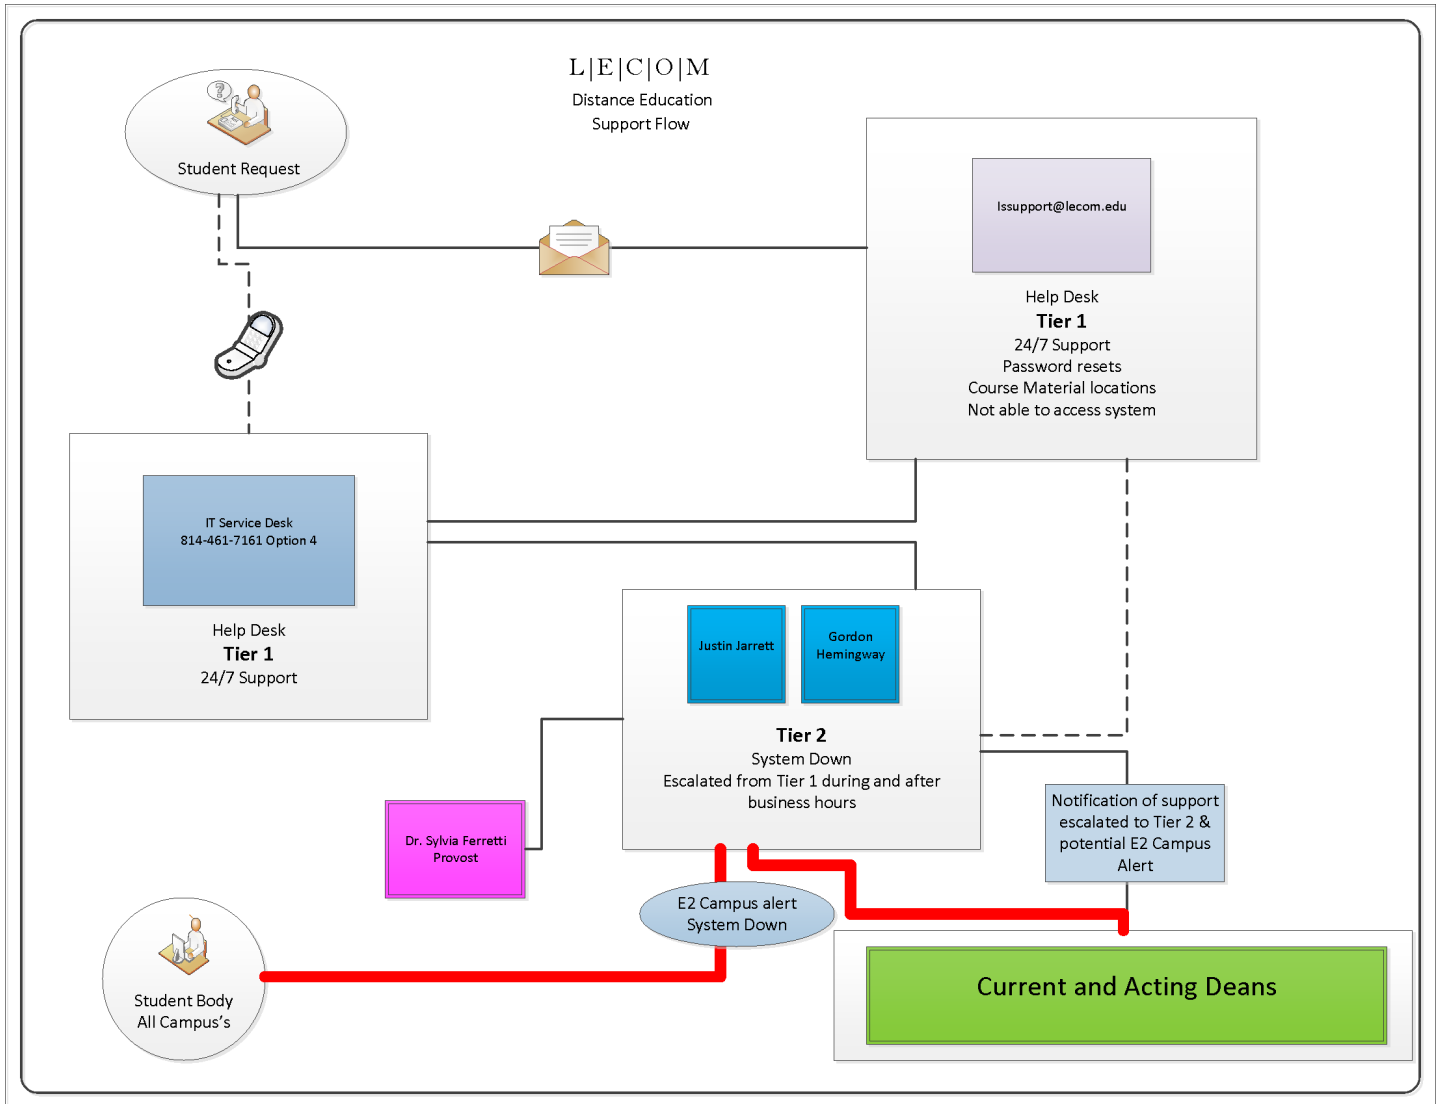 L|E|C|O|M
Distance Education
Support Flow
?
Student Request
lssupport@lecom.edu
Help Desk
Tier 1
24/7 Support
Password resets
Course Material locations
Not able to access system
IT Service Desk
814-461-7161 Option 4
Help Desk
Tier 1
24/7 Support
Justin Jarrett
Gordon
Hemingway
Tier 2
System Down
Escalated from Tier 1 during and after
business hours
Dr. Sylvia Ferretti
Provost
Notification of support
escalated to Tier 2 &
potential E2 Campus
Alert
E2 Campus alert
System Down
Student Body
All Campus's
Current and Acting Deans